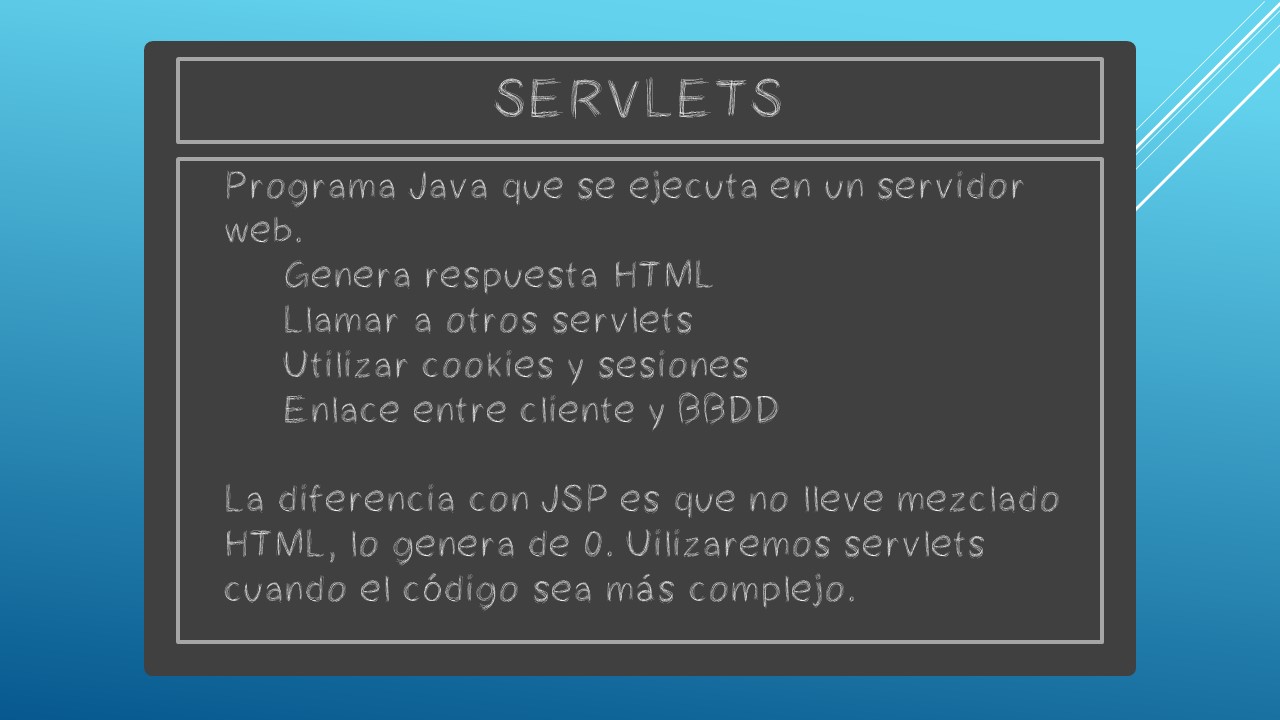 SERVLETS
Programa Java que se ejecuta en un servidor
web.
Genera respuesta HTML
Llamar a otros servlets
Utilizar cookies y sesiones
Enlace entre cliente y BBDD
La diferencia con JSP es que no lleve mezclado
HTML, lo genera de 0. Uilizaremos servlets
cuando el código sea más complejo.